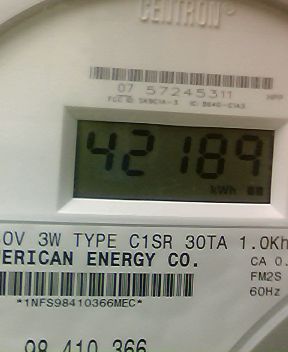 CENTRON®
07 57245311
42189
kWh
0V 3W TYPE C1SR 30TA 1.0Kh
ERICAN ENERGY CO.
CA 0.
FM2S
60Hz
*1NFS98410366MEC*
98 410 366